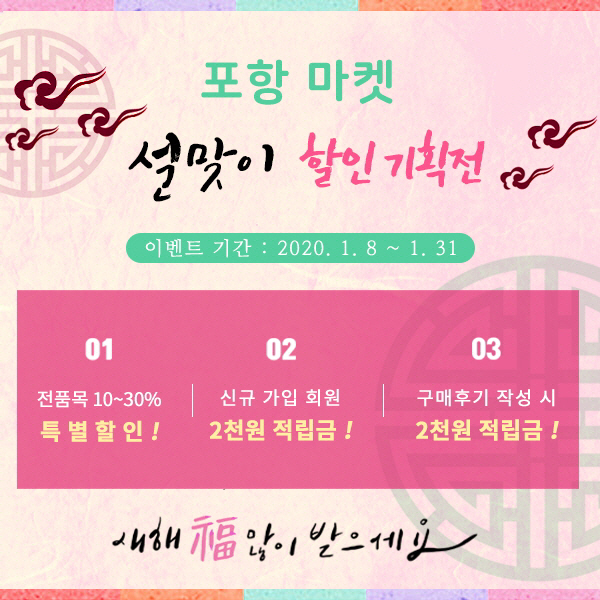 포항 마켓
설맞이 할인 기획전
이벤트 기간 : 2020. 1. 8 ~ 1. 31
01
전품목 10~30%
특별할인!
02
신규 가입 회원
2천원 적립금!
03
구매후기 작성 시
2천원 적립금!
새해 福 많이 받으세요